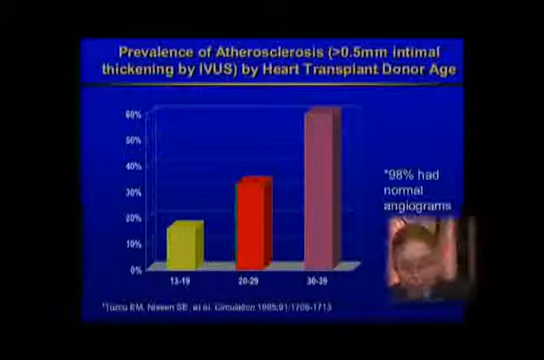 Prevalence of Atherosclerosis (>0.5mm intimal
thickening by IVUS) by Heart Transplant Donor Age
60%
50%
40%
30%
20%
10%
0%
13-19
20-29
30-39
*98% had
normal
angiograms
EM, Nissen SE, et al. Circulation 1995;91:1706-1713